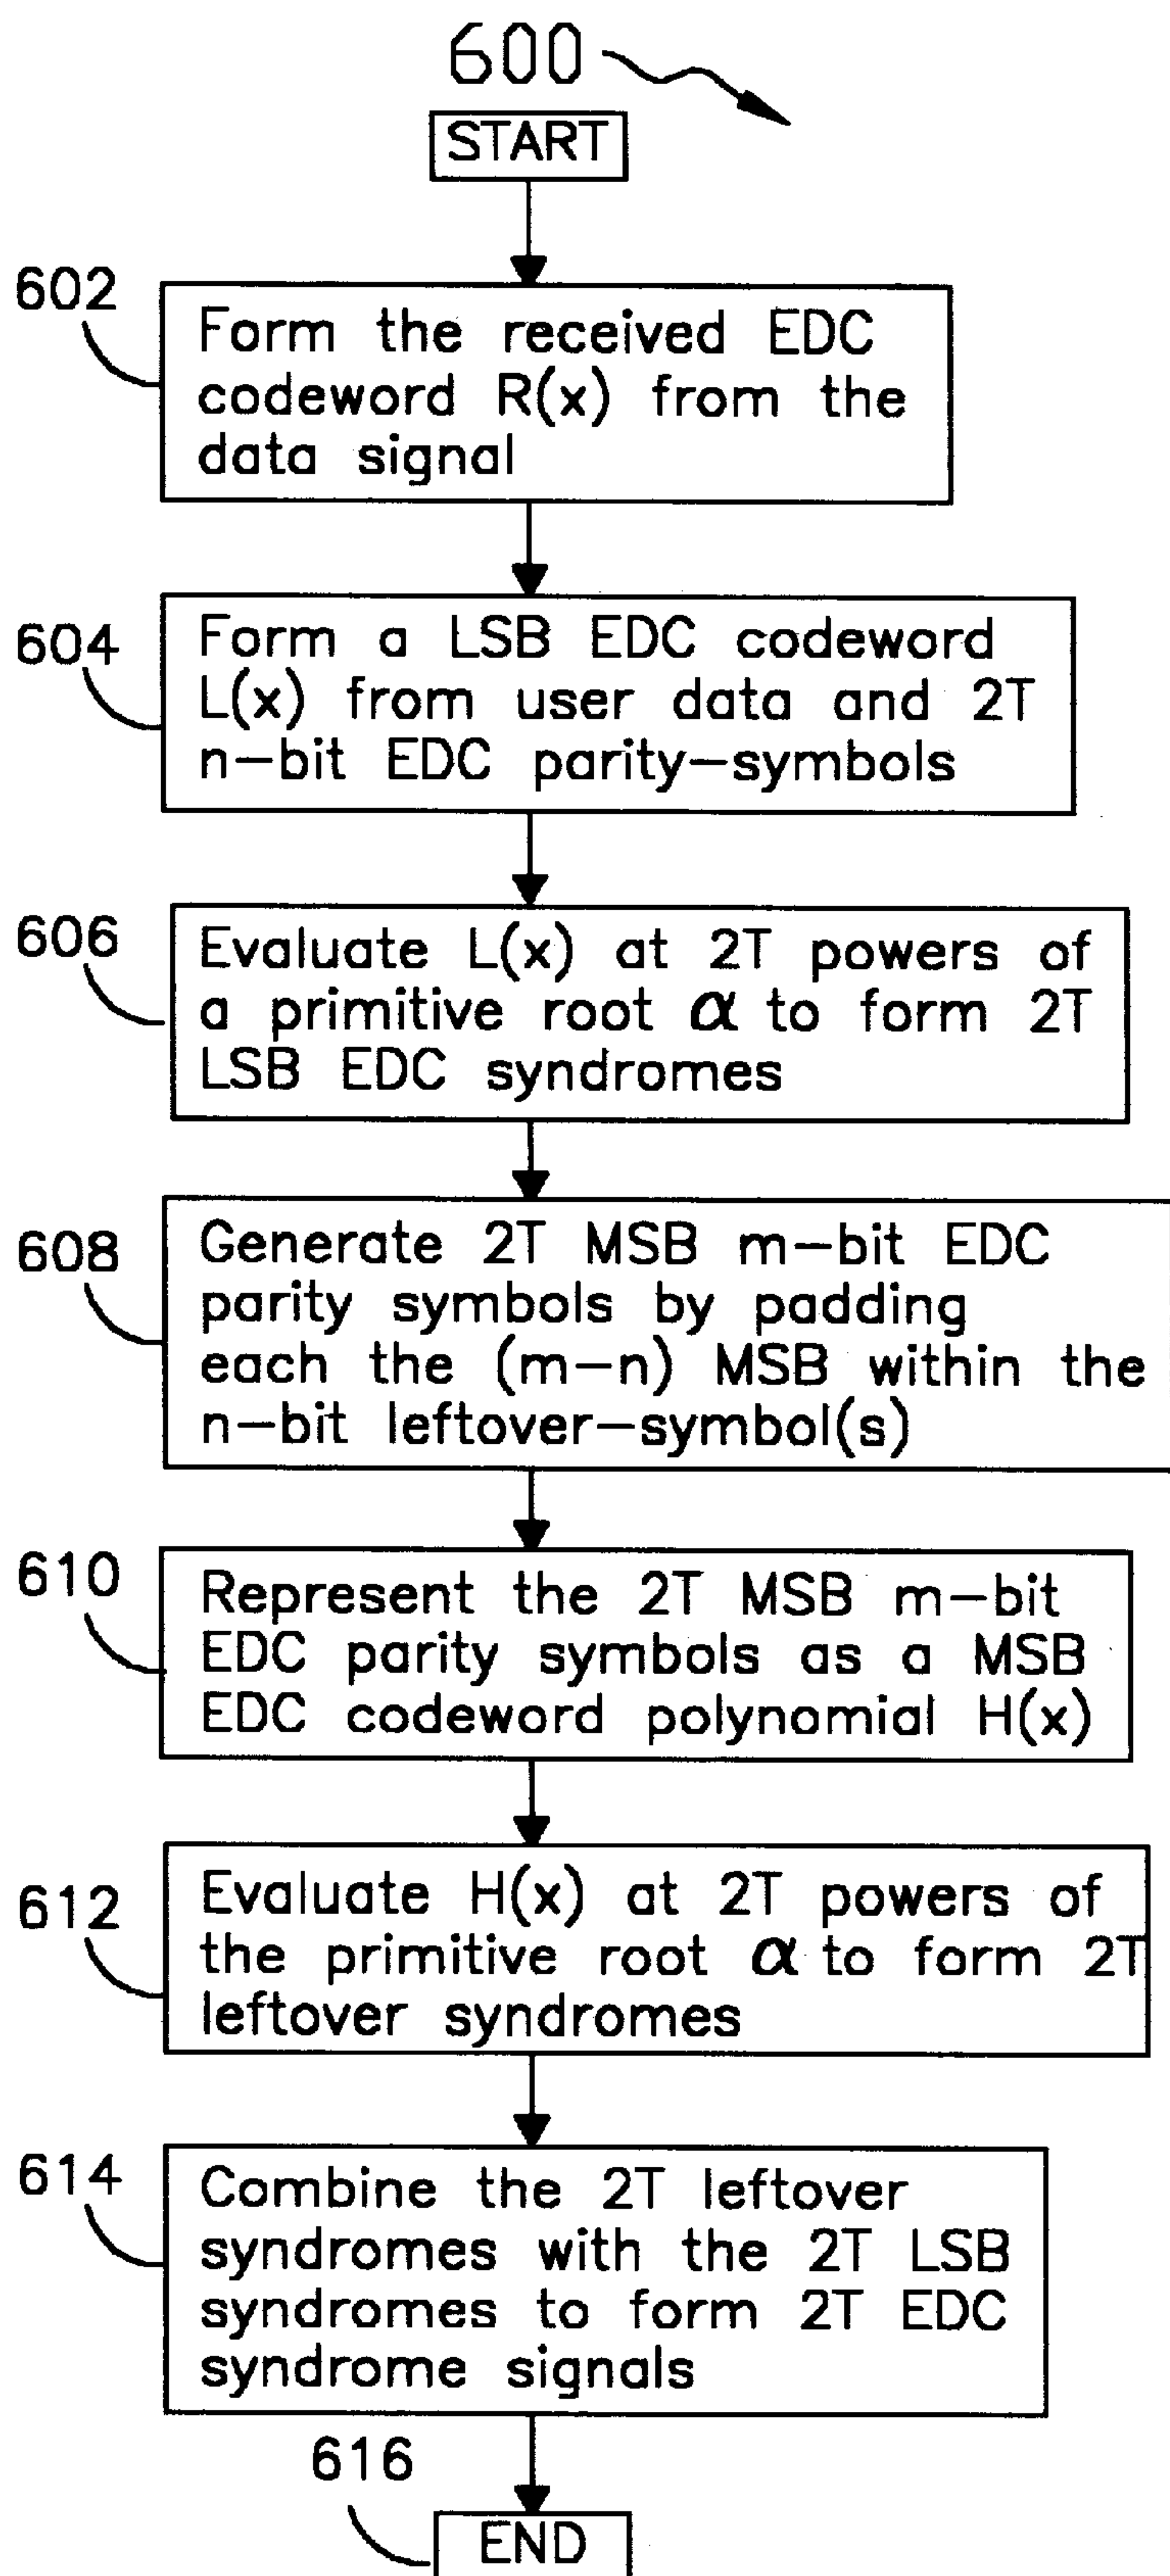 600
START
602
Form the received EDC
codeword R(x) from the
data signal
604
Form a LSB EDC codeword
L(x) from user data and 2T
n-bit EDC parity-symbols
606
Evaluate L(x) at 2T powers of
a primitive root α to form 2T
LSB EDC syndromes
608
Generate 2T MSB m-bit EDC
parity symbols by padding
each the (m-n) MSB within the
n-bit leftover-symbol(s)
610
Represent the 2T MSB m-bit
EDC parity symbols as a MSB
EDC codeword polynomial H(x)
612
Evaluate H(x) at 2T powers of
the primitive root α to form 2T
leftover syndromes
614
Combine the 2T leftover
syndromes with the 2T LSB
syndromes to form 2T EDC
syndrome signals
616
END